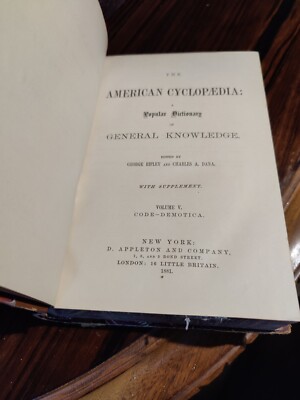 THE
AMERICAN CYCLOPÆDIA:
A
Popular Dictionary
OF
GENERAL KNOWLEDGE.
EDITED BY
GEORGE RIPLEY AND CHARLES A. DANA.
WITH SUPPLEMENT.
VOLUME V.
CODE-DEMOTICA.
NEW YORK:
D. APPLETON AND COMPANY,
1, 3, AND 5 BOND STREET.
LONDON: 16 LITTLE BRITAIN.
1881.